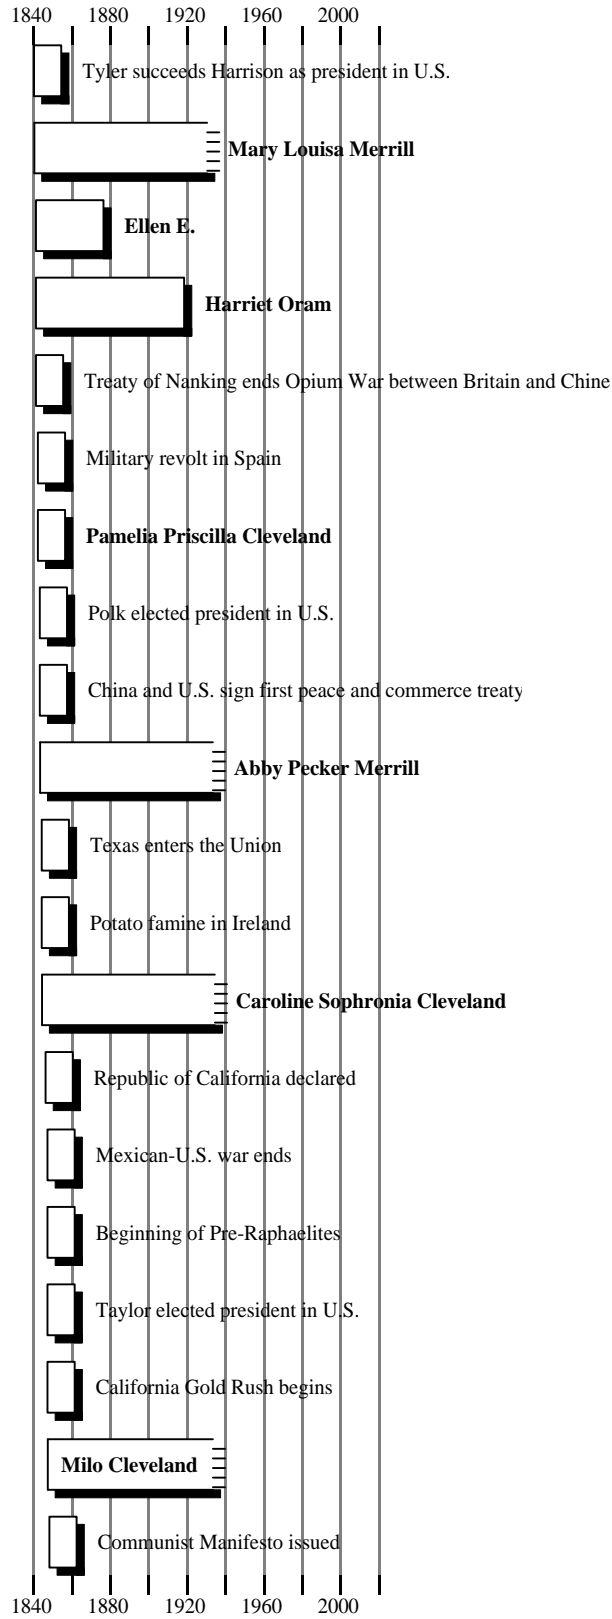 1840 1880 1920 1960 2000
Tyler succeeds Harrison as president in U.S.
Mary Louisa Merrill
Ellen E.
Harriet Oram
Treaty of Nanking ends Opium War between Britain and Chine
Military revolt in Spain
Pamelia Priscilla Cleveland
Polk elected president in U.S.
China and U.S. sign first peace and commerce treaty
Abby Pecker Merrill
Texas enters the Union
Potato famine in Ireland
Caroline Sophronia Cleveland
Republic of California declared
Mexican-U.S. war ends
Beginning of Pre-Raphaelites
Taylor elected president in U.S.
California Gold Rush begins
Milo Cleveland
Communist Manifesto issued
1840 1880 1920 1960 2000